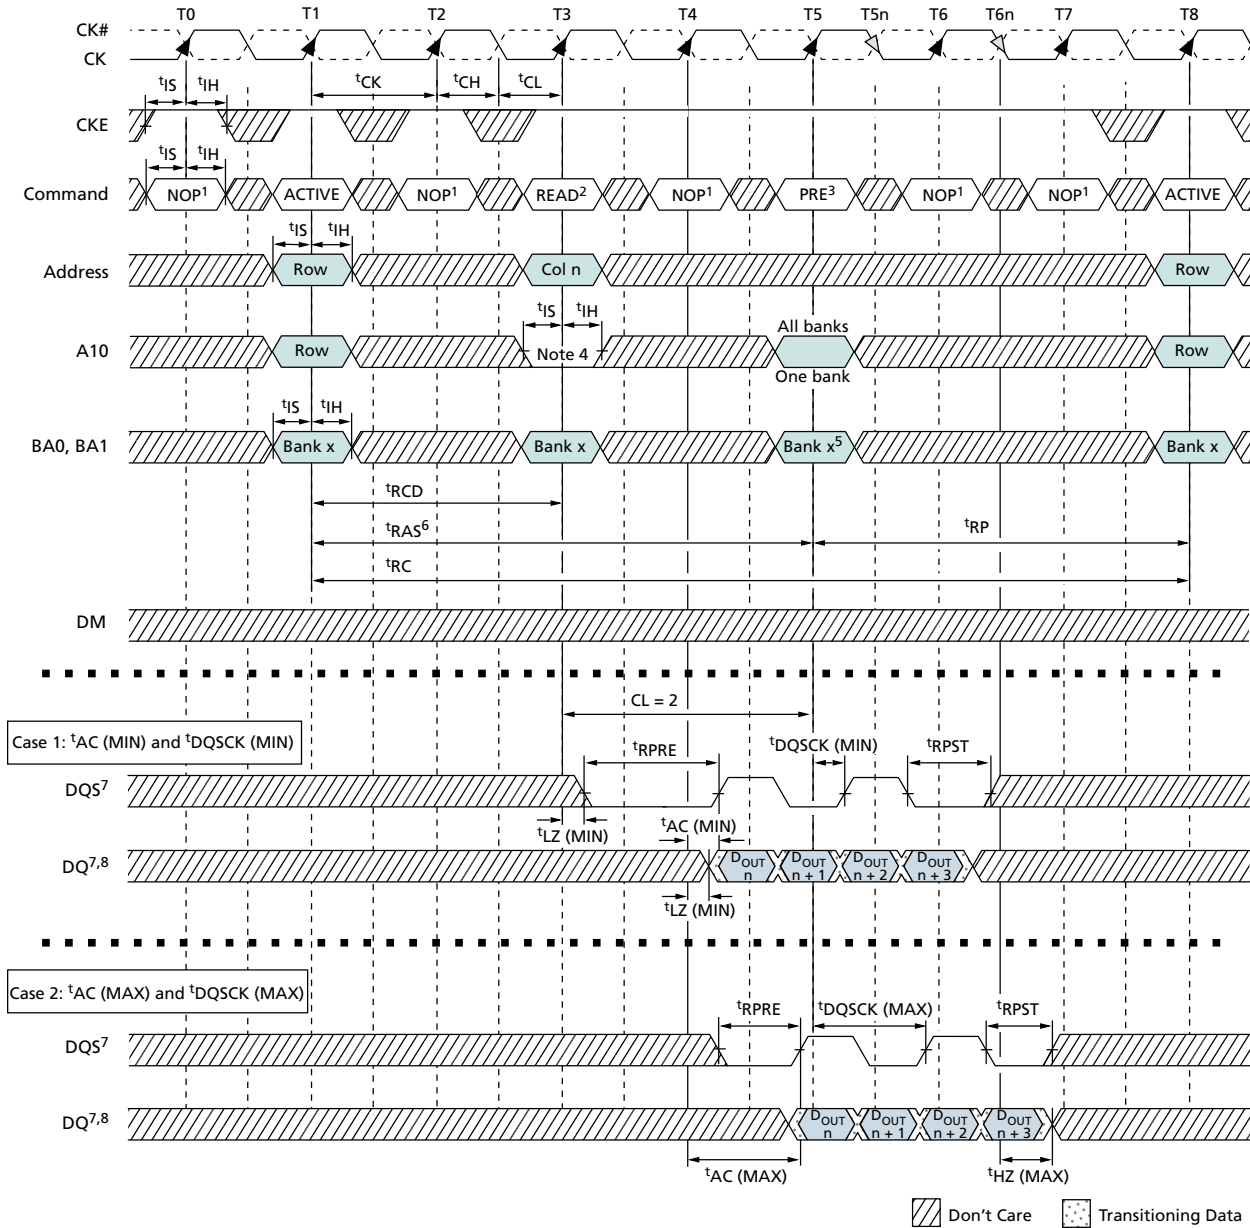 T0 T1 T2 T3 T4 T5 T5n T6 T6n T7 T8
CK#
CK
tIS tIH tCK tCH tCL
CKE
tIS tIH
Command NOP1 ACTIVE NOP1 READ2 NOP1 PRE3 NOP1 NOP1 ACTIVE
tIS tIH
Address Row Col n Row
tIS tIH All banks
A10 Row Note 4 Row
One bank
tIS tIH
BA0, BA1 Bank x Bank x Bank x5 Bank x
tRCD
tRAS6 tRP
tRC
DM
CL = 2
Case 1: tAC (MIN) and tDQSCK (MIN)
tRPRE tDQSCK (MIN) tRPST
DQS7
tLZ (MIN) tAC (MIN)
DQ7,8 DOUT n DOUT n + 1 DOUT n + 2 DOUT n + 3
tLZ (MIN)
Case 2: tAC (MAX) and tDQSCK (MAX)
tRPRE tDQSCK (MAX) tRPST
DQS7
DQ7,8 DOUT n DOUT n + 1 DOUT n + 2 DOUT n + 3
tAC (MAX) tHZ (MAX)
Don't Care Transitioning Data